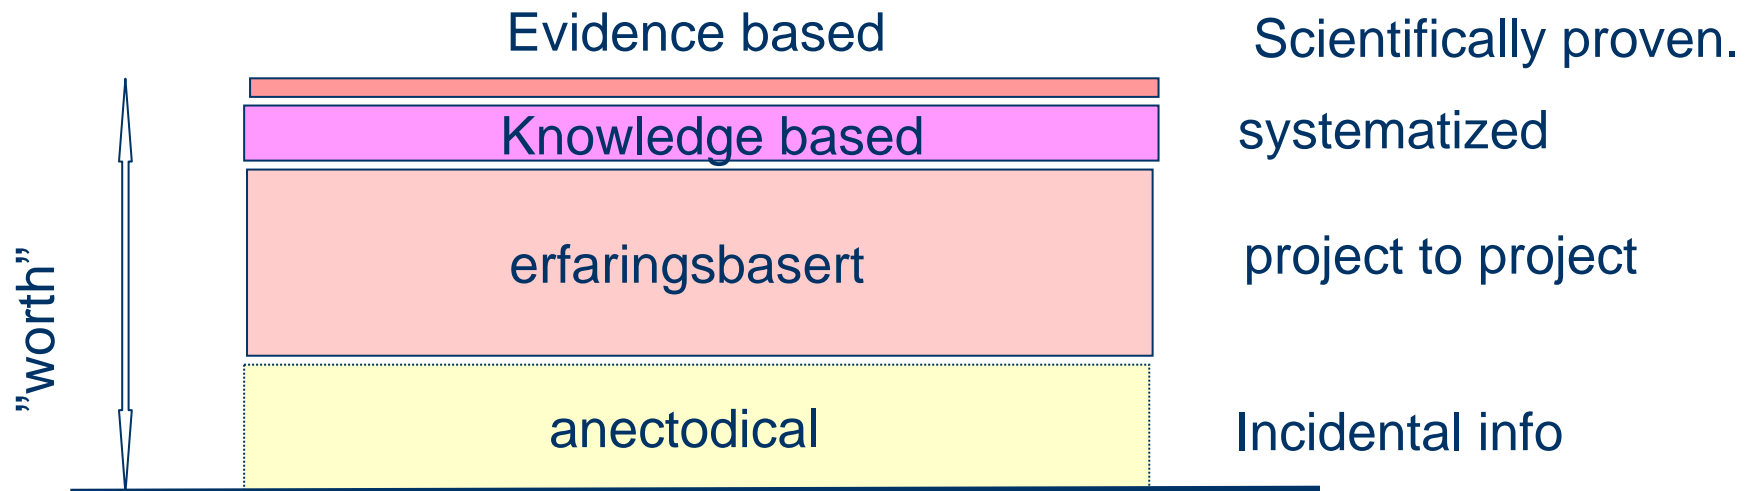 Evidence based
Scientifically proven.
Knowledge based
systematized
erfaringsbasert
project to project
”worth”
anectodical
Incidental info